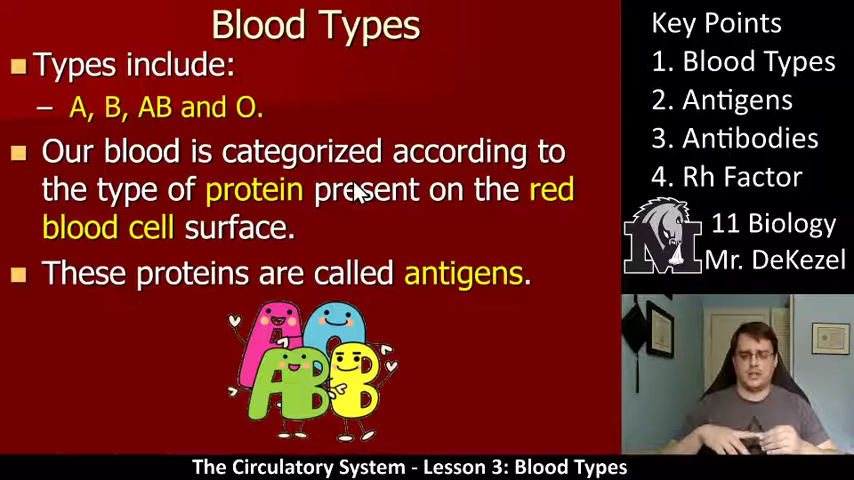 Blood Types
Types include:
– A, B, AB and O.
Our blood is categorized according to
the type of protein present on the red
blood cell surface.
These proteins are called antigens.
A O
AB B
Key Points
1. Blood Types
2. Antigens
3. Antibodies
4. Rh Factor
M
11 Biology
Mr. DeKezel
The Circulatory System - Lesson 3: Blood Types